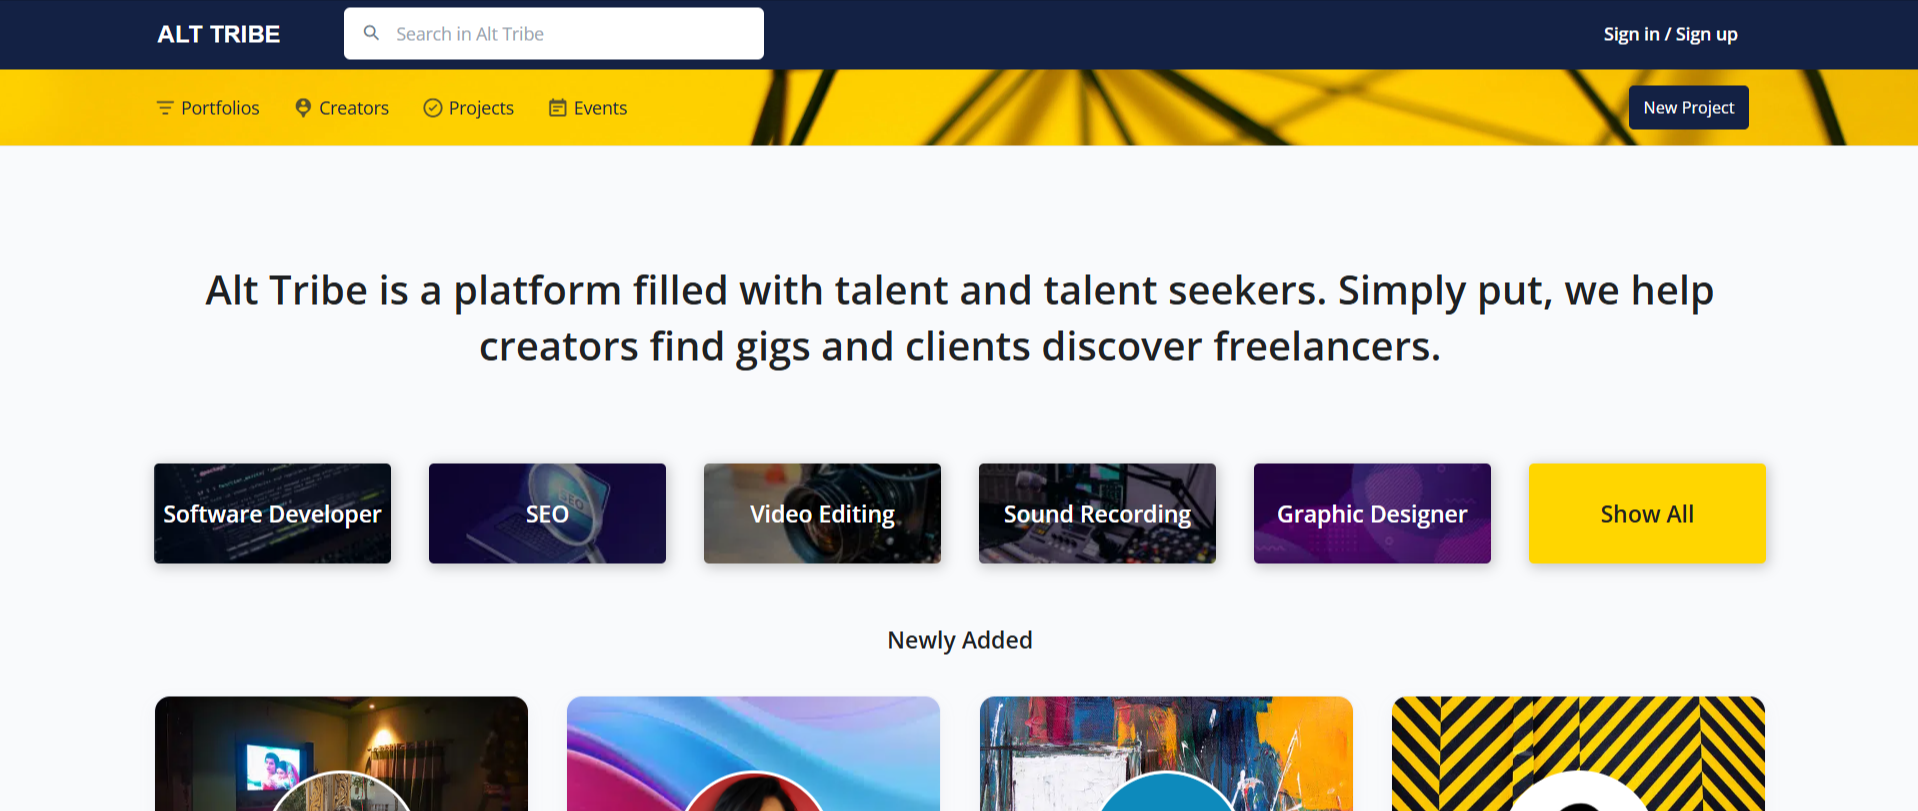 ALT TRIBE
Search in Alt Tribe
Sign in / Sign up
Portfolios
Creators
Projects
Events
New Project
Alt Tribe is a platform filled with talent and talent seekers. Simply put, we help
creators find gigs and clients discover freelancers.
Software Developer
SEO
SEO
Video Editing
Sound Recording
Graphic Designer
Show All
Newly Added